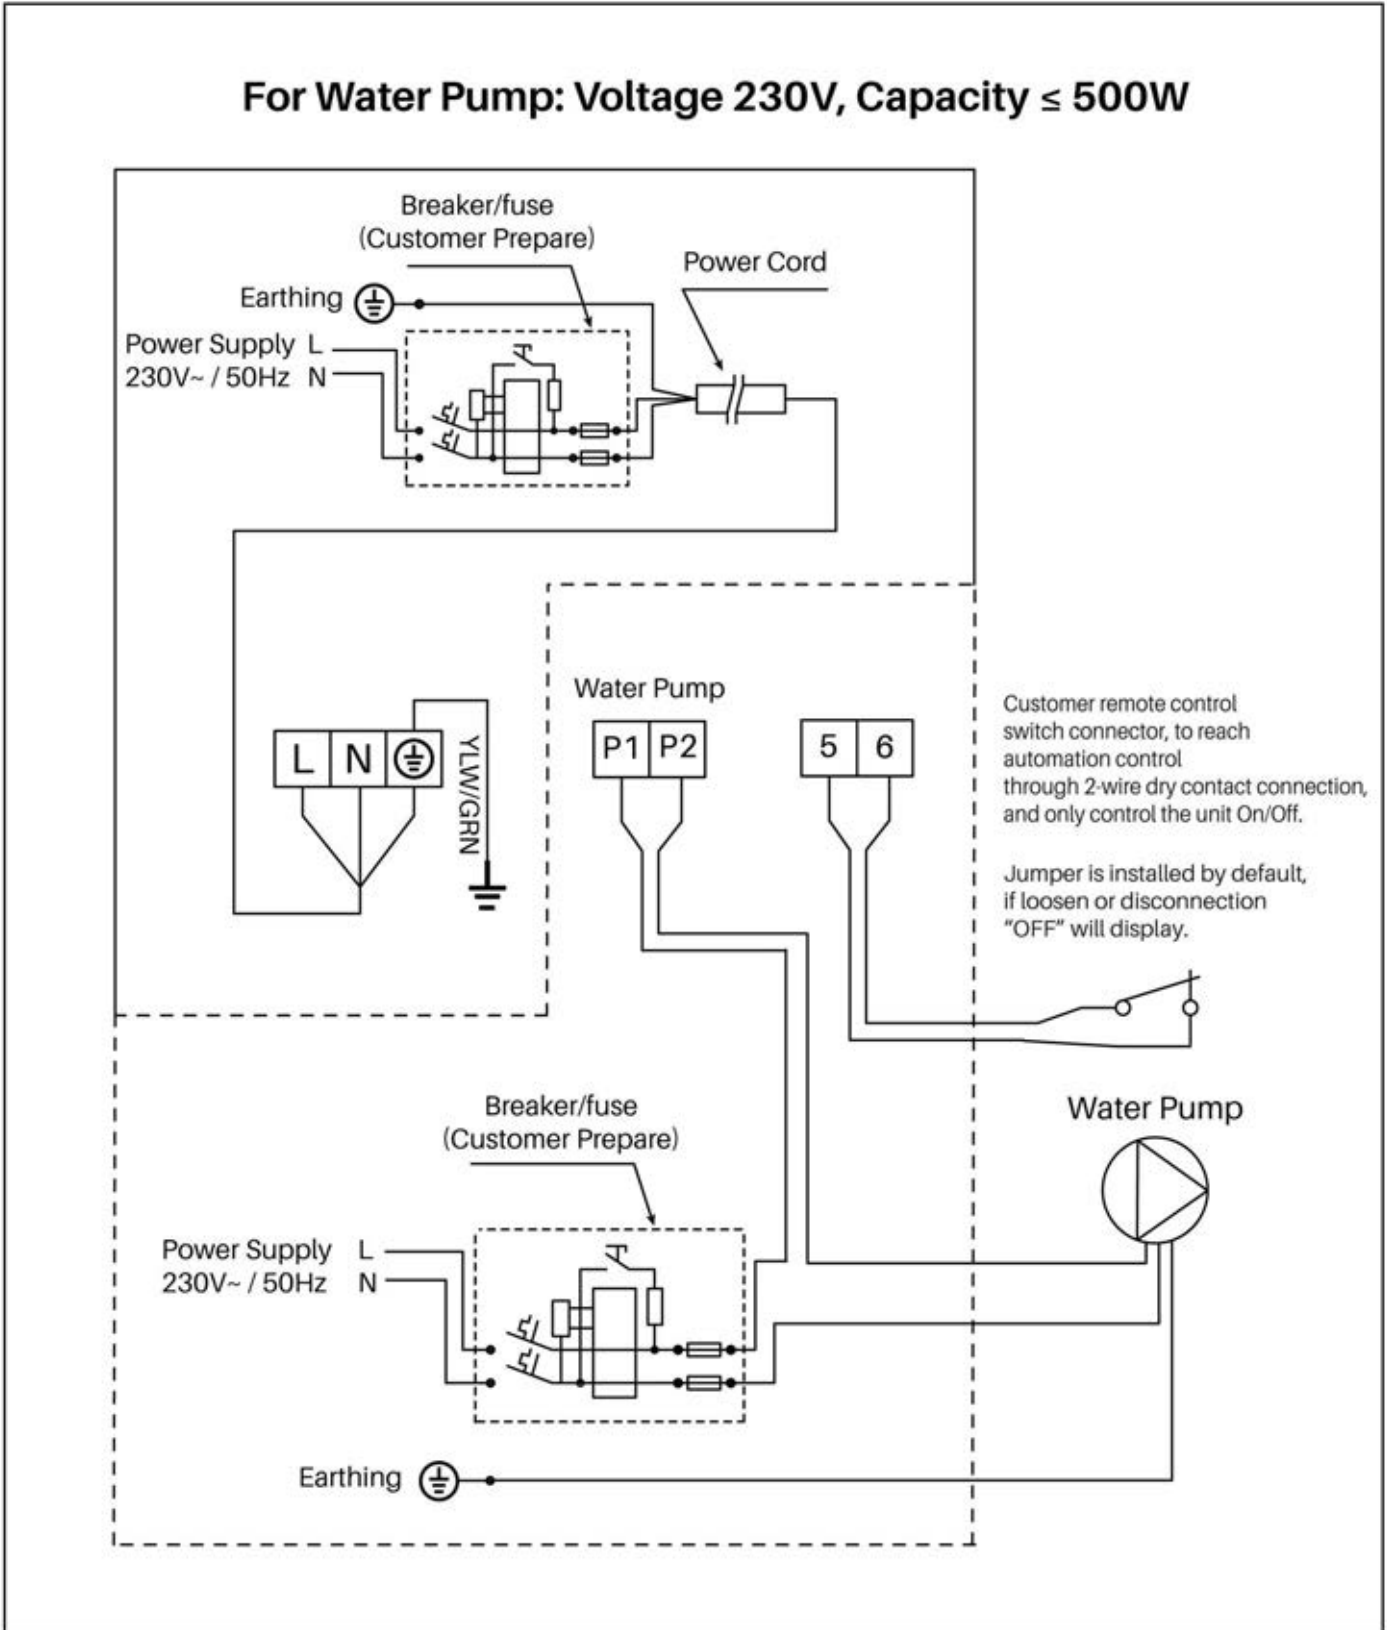 For Water Pump: Voltage 230V, Capacity ≤ 500W
Breaker/fuse
(Customer Prepare)
Power Cord
Earthing
Power Supply L
230V~ / 50Hz N
Water Pump
L N
YLW/GRN
P1 P2
5 6
Customer remote control
switch connector, to reach
automation control
through 2-wire dry contact connection,
and only control the unit On/Off.
Jumper is installed by default,
if loosen or disconnection
"OFF" will display.
Breaker/fuse
(Customer Prepare)
Water Pump
Power Supply L
230V~ / 50Hz N
Earthing